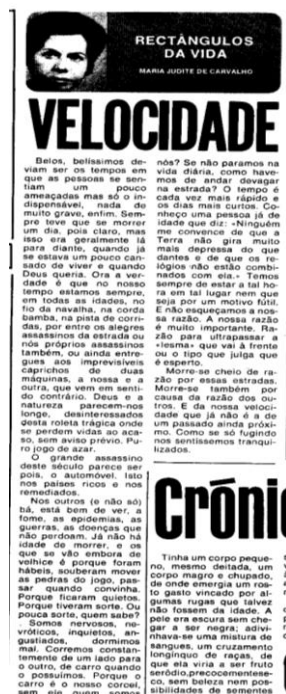 RECTÂNGULOS
DA VIDA
MARIA JUDITE DE CARVALHO
VELOCIDADE
Belos, belíssimos de-
viam ser os tempos em
que as pessoas se sen-
tiam um pouco
ameaçadas mas só o in-
dispensável, nada de
muito grave, enfim. Sem-
pre teve que se morrer
um dia, pois claro, mas
isso era geralmente lá
para diante, quando já
se estava um pouco can-
sado de viver e quando
Deus queria. Ora a ver-
dade é que no nosso
tempo estamos sempre,
em todas as idades, no
fio da navalha, na corda
bamba, na pista de corri-
das, por entre os alegres
assassinos da estrada ou
nós próprios assassinos
também, ou ainda entre-
gues aos imprevisíveis
caprichos de duas
máquinas, a nossa e a
outra, que vem em senti-
do contrário. Deus e a
natureza parecem-nos
longe, desinteressados
desta roleta trágica onde
se perdem vidas ao aca-
so, sem aviso prévio. Pu-
ro jogo de azar.
O grande assassino
deste século parece ser
pois, o automóvel. Isto
nos países ricos e nos
remediados.
Nos outros (e não só)
há, está bem de ver, a
fome, as epidemias, as
guerras, as doenças que
não perdoam. Já não há
idade de morrer, e os
que se vão embora de
velhice é porque foram
hábeis, souberam mover
as pedras do jogo, pas-
sar quando convinha.
Porque ficaram quietos.
Porque tiveram sorte. Ou
pouca sorte, quem sabe?
Somos nervosos, ne-
vróticos, inquietos, an-
gustiados, dormimos
mal. Corremos constan-
temente de um lado para
o outro, de carro quando
o possuímos. Porque o
carro é o nosso corcel,
sem ele quem somos
nós? Se não paramos na
vida diária, como have-
mos de andar devagar
na estrada? O tempo é
cada vez mais rápido e
os dias mais curtos. Co-
nheço uma pessoa já de
idade que diz: «Ninguém
me convence de que a
Terra não gira muito
mais depressa do que
dantes e de que os re-
lógios não estão combi-
nados com ela.» Temos
sempre de estar a tal ho-
ra em tal lugar nem que
seja por um motivo fútil.
E não esqueçamos a nos-
sa razão. A nossa razão
é muito importante. Ra-
zão para ultrapassar a
«lesma» que vai à frente
ou o tipo que julga que
é esperto.
Morre-se cheio de ra-
zão por essas estradas.
Morre-se também por
causa da razão dos ou-
tros. E da nossa veloci-
dade que já não é a de
um passado ainda próxi-
mo. Como se só fugindo
nos sentíssemos tranqui-
lizados.
Cróni
Tinha um corpo peque-
no, mesmo deitada, um
corpo magro e chupado,
de onde emergia um ros-
to gasto vincado por al-
gumas rugas que talvez
não fossem da idade. A
pele era escura sem che-
gar a ser negra; adivi-
nhava-se uma mistura de
sangues, um cruzamento
longínquo de raças, de
que ela viria a ser fruto
serôdio, precocementese-
co, sem beleza nem pos-
sibilidades de sementes